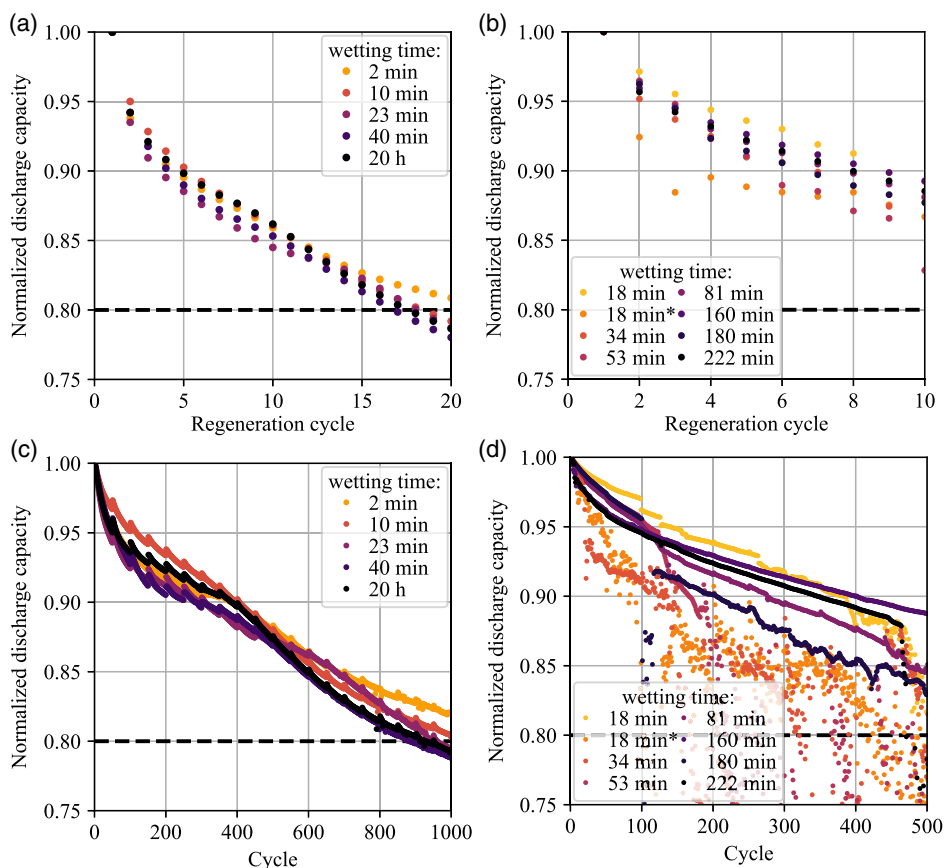 (a)
1.00
0.95
0.90
0.85
0.80
0.75
Normalized discharge capacity
wetting time:
2 min
10 min
23 min
40 min
20 h
0 5 10 15 20
Regeneration cycle
(b)
1.00
0.95
0.90
0.85
0.80
0.75
Normalized discharge capacity
wetting time:
18 min 81 min
18 min* 160 min
34 min 180 min
53 min 222 min
0 2 4 6 8 10
Regeneration cycle
(c)
1.00
0.95
0.90
0.85
0.80
0.75
Normalized discharge capacity
wetting time:
2 min
10 min
23 min
40 min
20 h
0 200 400 600 800 1000
Cycle
(d)
1.00
0.95
0.90
0.85
0.80
0.75
Normalized discharge capacity
wetting time:
18 min 81 min
18 min* 160 min
34 min 180 min
53 min 222 min
0 100 200 300 400 500
Cycle